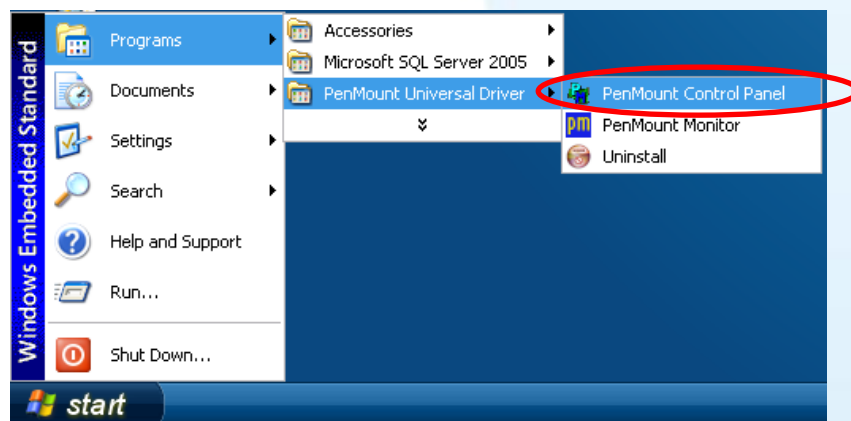 Windows Embedded Standard
Programs
Documents
Settings
Search
Help and Support
Run...
Shut Down...
Accessories
Microsoft SQL Server 2005
PenMount Universal Driver
PenMount Control Panel
pm PenMount Monitor
Uninstall
start